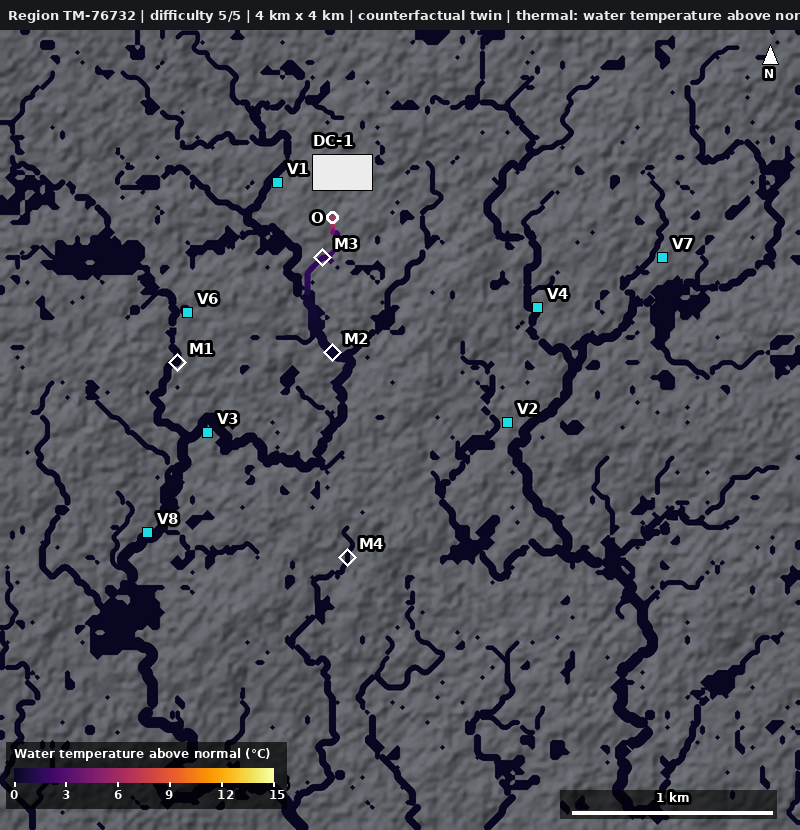 Region TM-76732 | difficulty 5/5 | 4 km x 4 km | counterfactual twin | thermal: water temperature above nor
N
DC-1
V1
O
M3
V7
V6
V4
M2
M1
V2
V3
V8
M4
Water temperature above normal (°C)
0 3 6 9 12 15
1 km